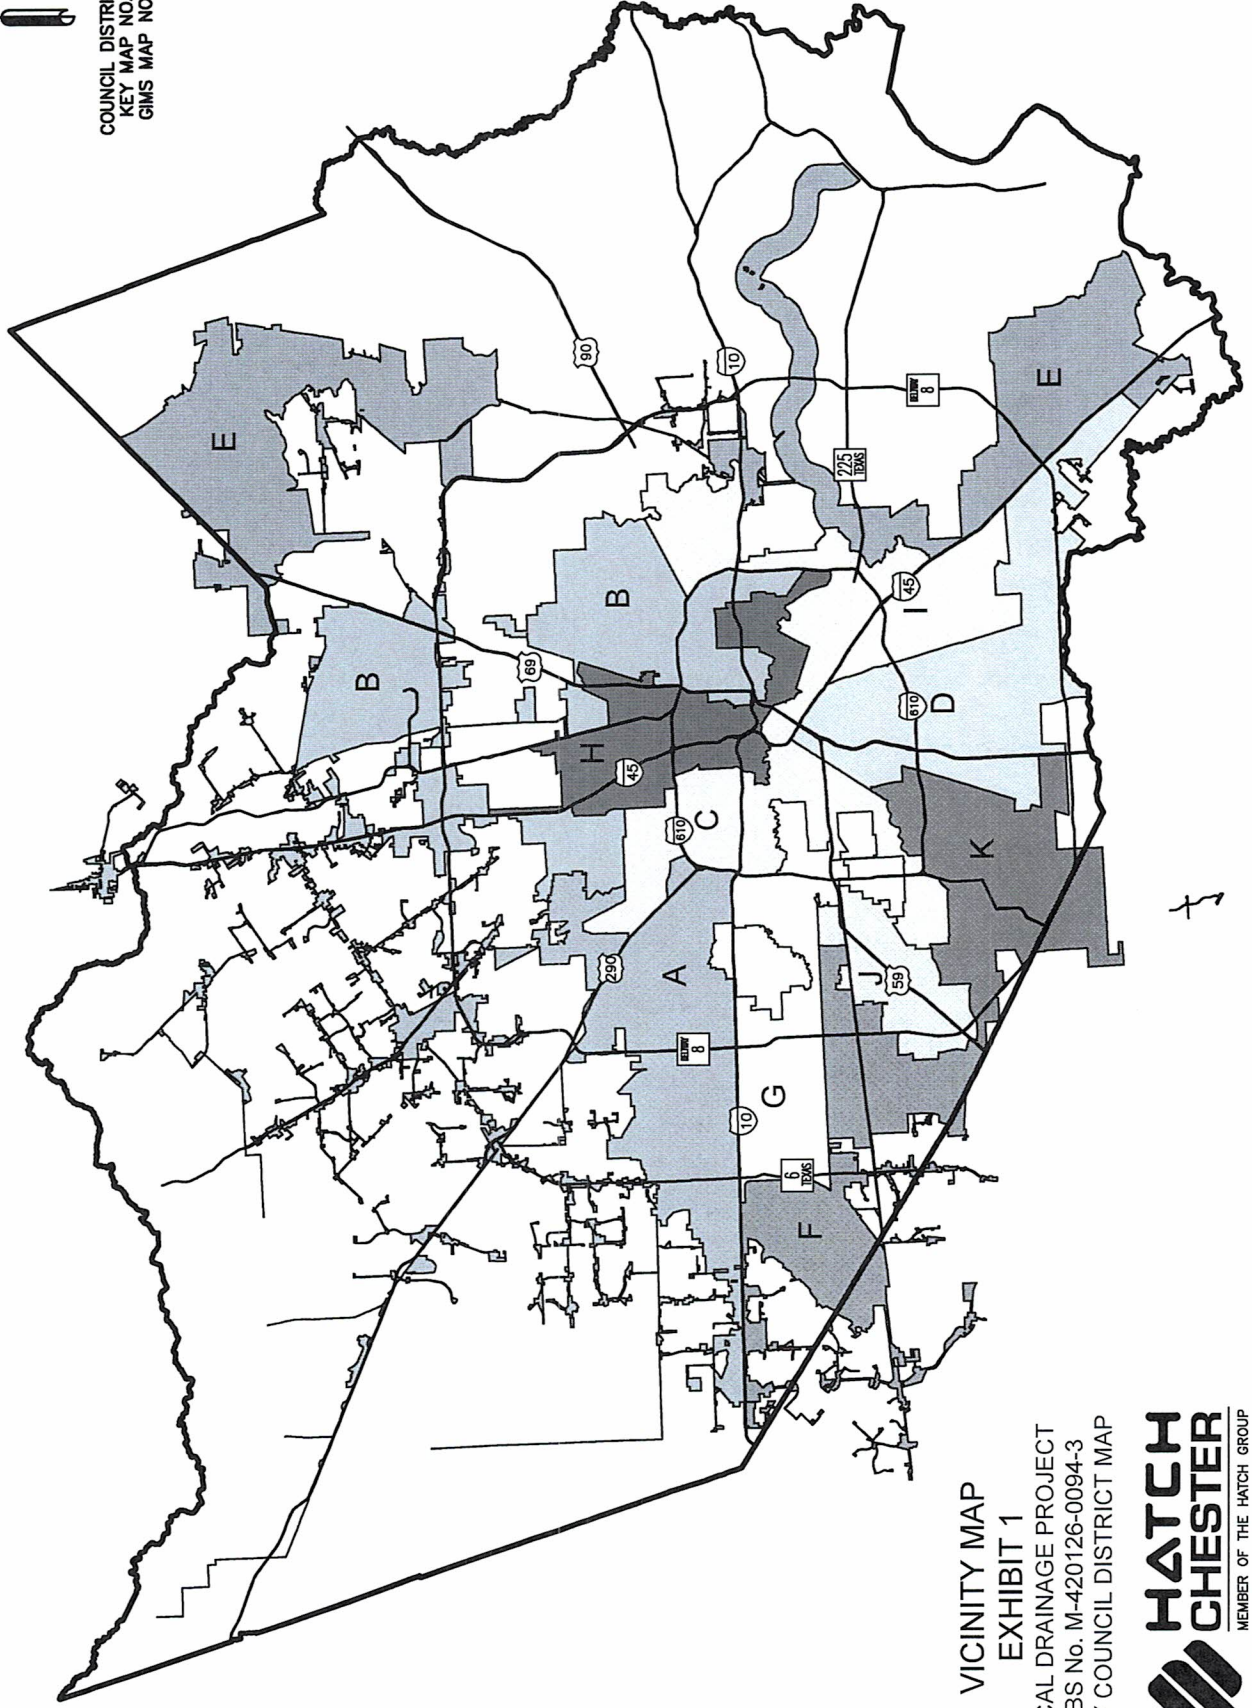 COUNCIL DISTRI
KEY MAP NO.
GIMS MAP NO
E
B
B
90
10
69
H
45
610
C
290
A
BELTWAY
8
10
G
6
TEXAS
F
J
59
K
610
D
I
45
225
TEXAS
BELTWAY
8
E
VICINITY MAP
EXHIBIT 1
CAL DRAINAGE PROJECT
BS No. M-420126-0094-3
Y COUNCIL DISTRICT MAP
HATCH
CHESTER
MEMBER OF THE HATCH GROUP